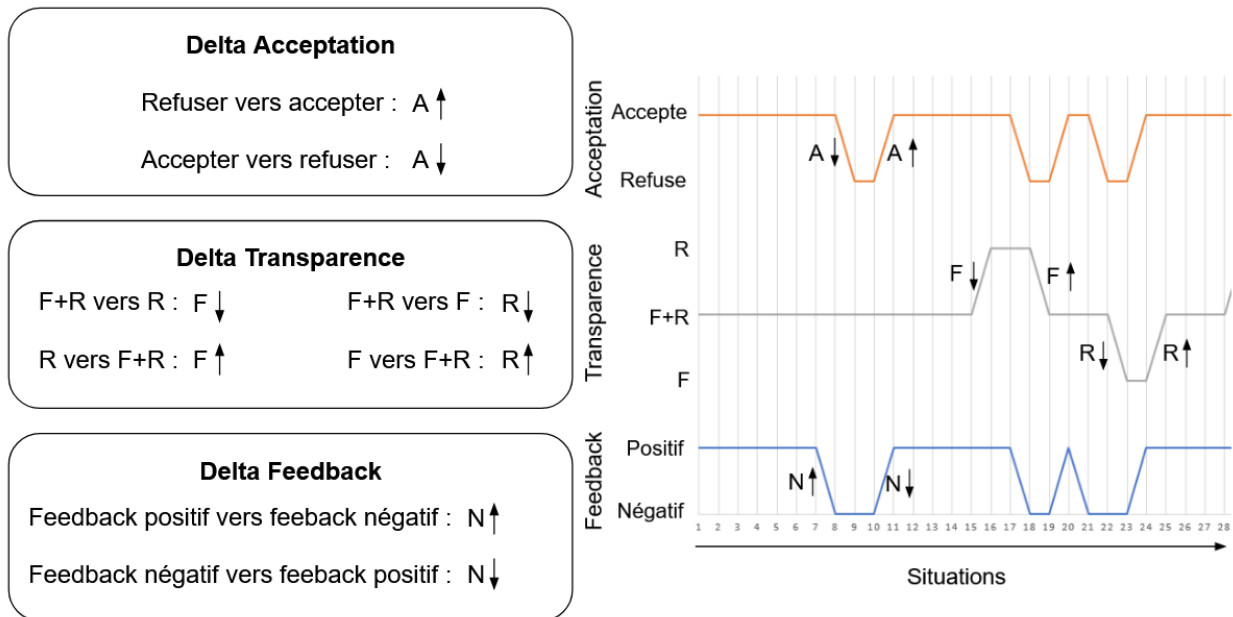 Delta Acceptation
Refuser vers accepter : A ↑
Accepter vers refuser : A ↓
Delta Transparence
F+R vers R : F ↓
F+R vers F : R ↓
R vers F+R : F ↑
F vers F+R : R ↑
Delta Feedback
Feedback positif vers feeback négatif : N ↑
Feedback négatif vers feeback positif : N ↓
Acceptation
Accepte
Refuse
A ↓
A ↑
Transparence
R
F+R
F
F ↓
F ↑
R ↓
R ↑
Feedback
Positif
Négatif
N ↑
N ↓
1 2 3 4 5 6 7 8 9 10 11 12 13 14 15 16 17 18 19 20 21 22 23 24 25 26 27 28
Situations